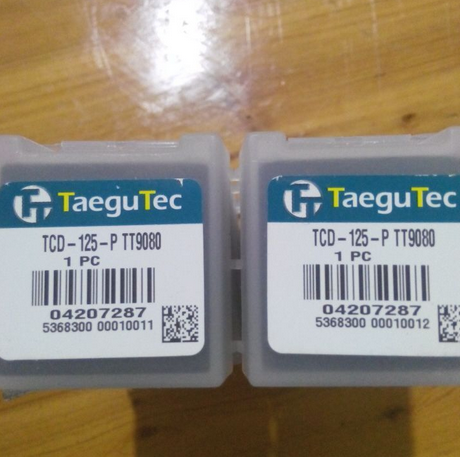 TaeguTec
TCD-125-P TT9080
1 PC
04207287
5368300 00010011
TaeguTec
TCD-125-P TT9080
1 PC
04207287
5368300 00010012